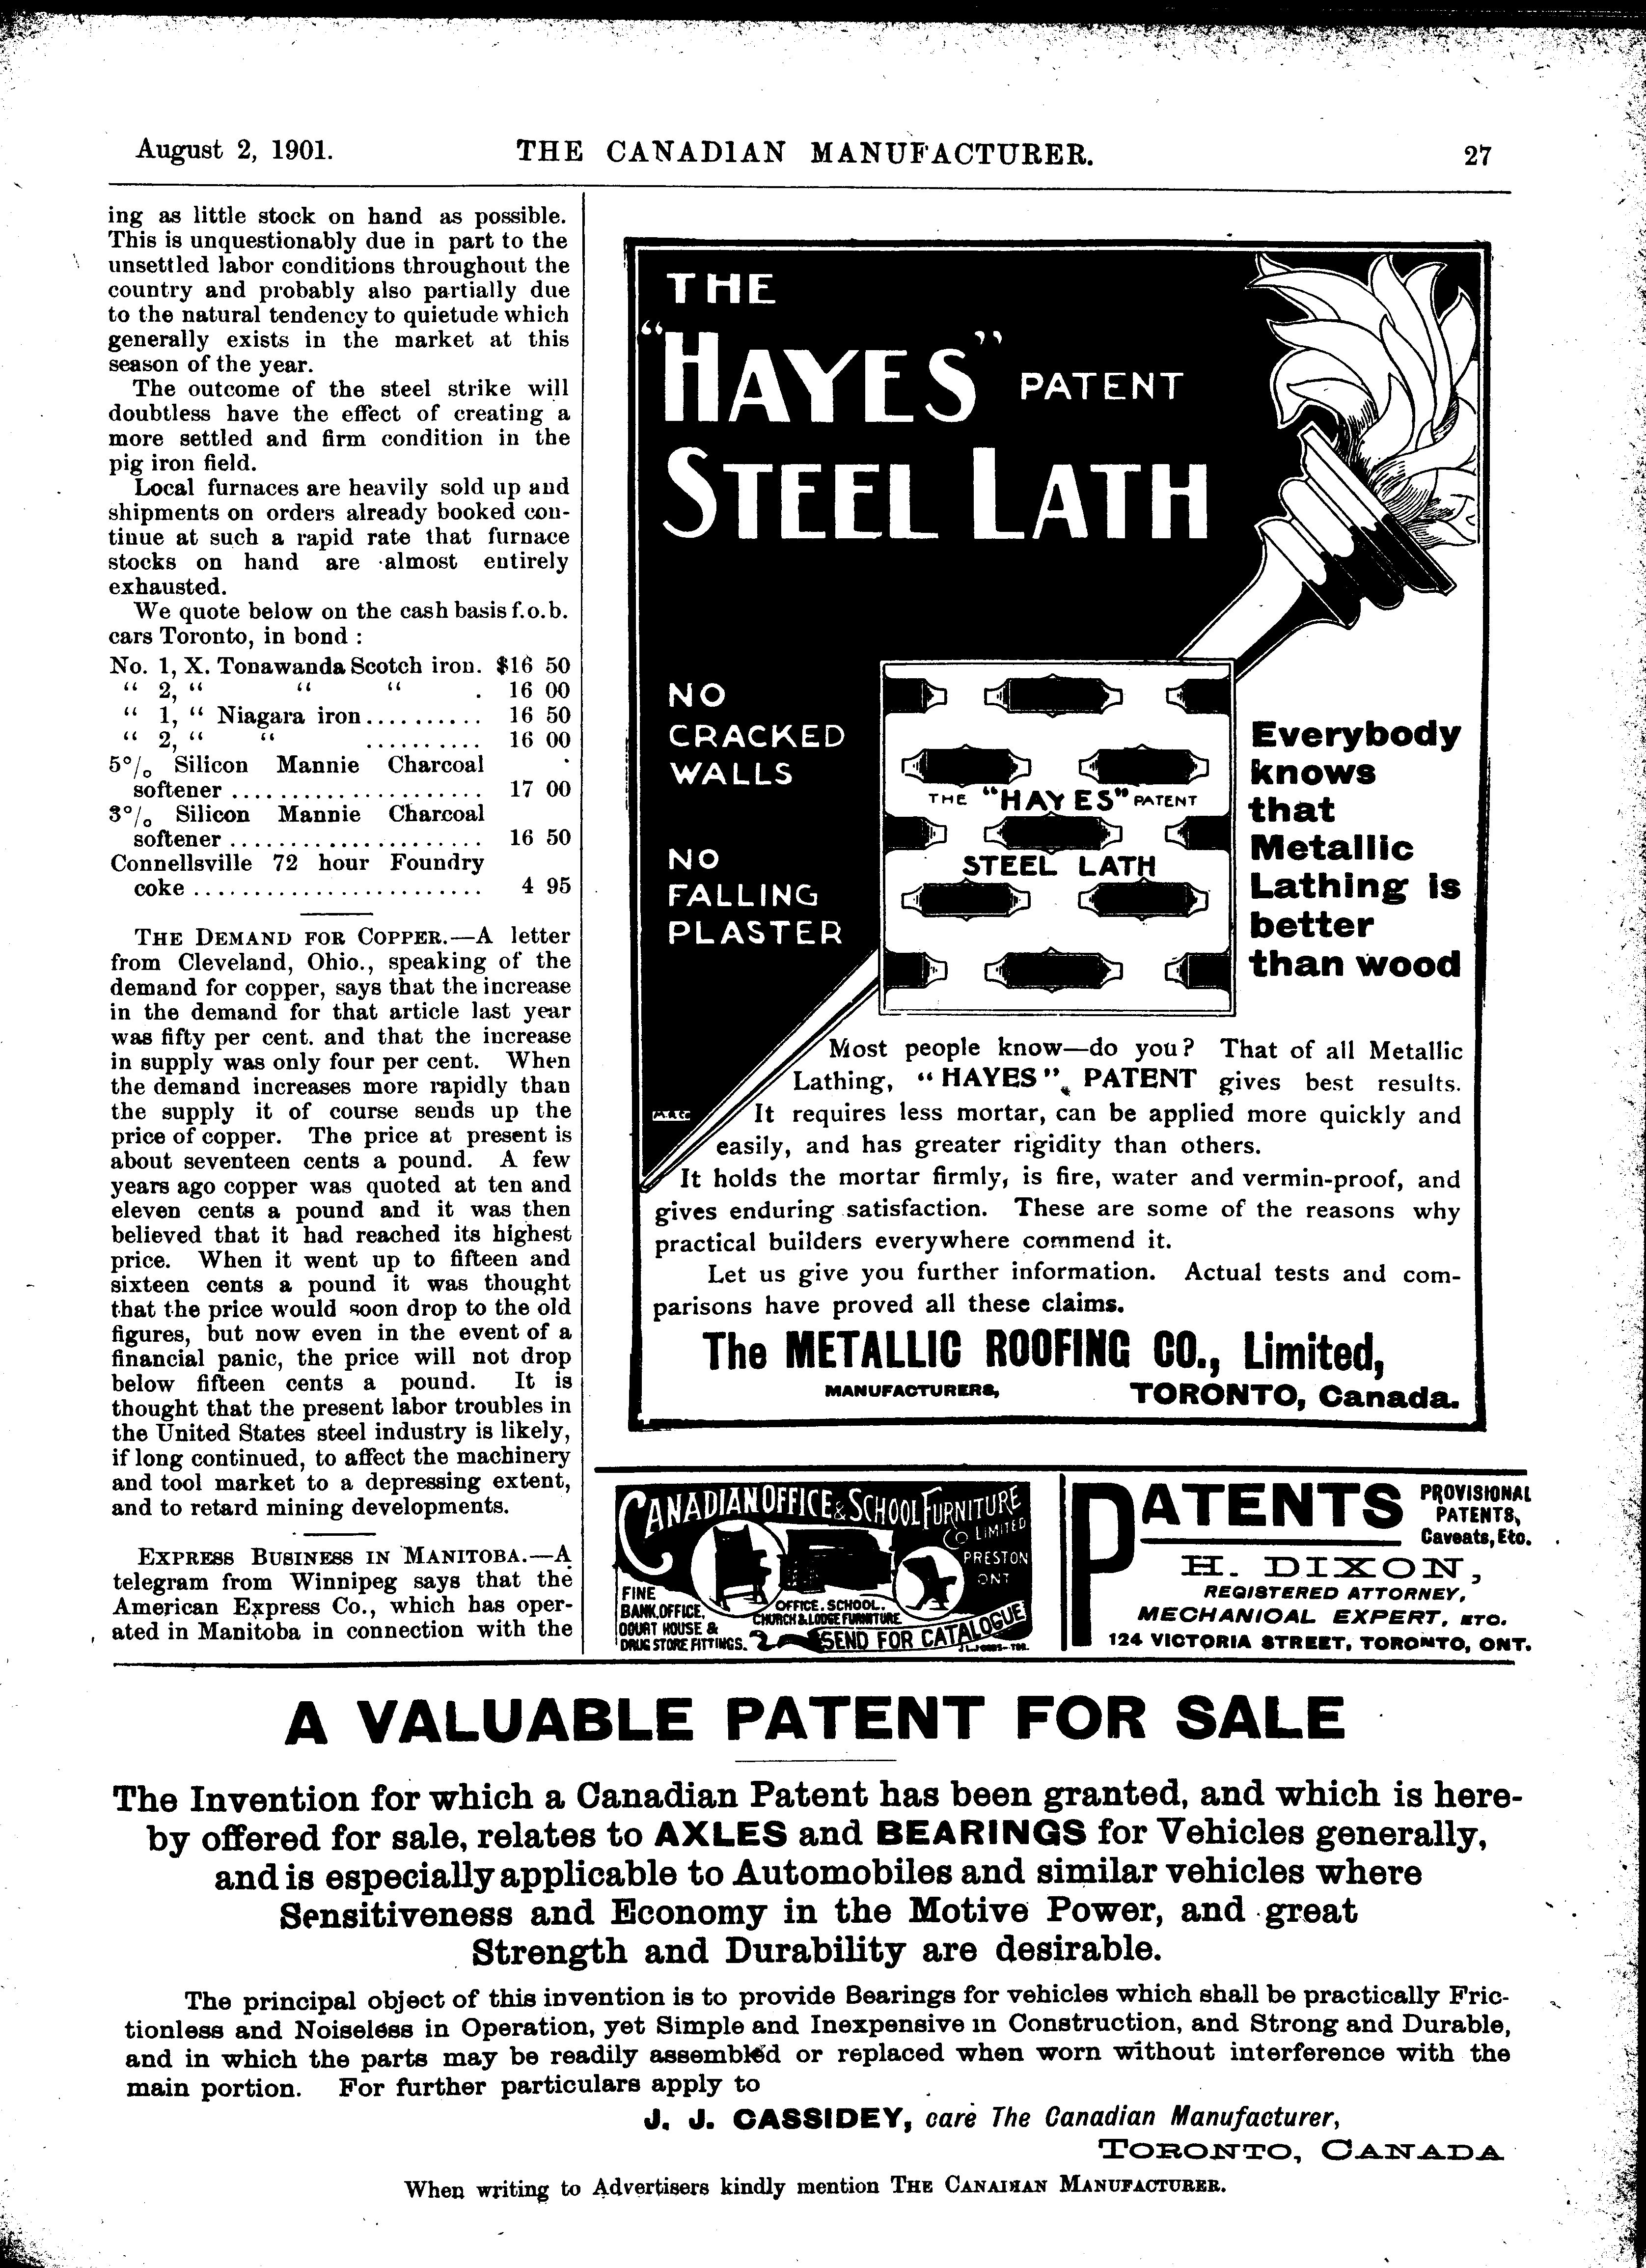 August 2, 1901.
THE CANADIAN MANUFACTURER.
27
ing as little stock on hand as possible.
This is unquestionably due in part to the
unsettled labor conditions throughout the
country and probably also partially due
to the natural tendency to quietude which
generally exists in the market at this
season of the year.
The outcome of the steel strike will
doubtless have the effect of creating a
more settled and firm condition in the
pig iron field.
Local furnaces are heavily sold up and
shipments on orders already booked con-
tinue at such a rapid rate that furnace
stocks on hand are almost entirely
exhausted.
We quote below on the cash basis f.o.b.
cars Toronto, in bond :
No. 1, X. Tonawanda Scotch iron. $16 50
“ 2, “ “ “ . 16 00
“ 1, “ Niagara iron.......... 16 50
“ 2, “ “ .......... 16 00
5% Silicon Mannie Charcoal
softener ..................... 17 00
3% Silicon Mannie Charcoal
softener ..................... 16 50
Connellsville 72 hour Foundry
coke ........................ 4 95
THE DEMAND FOR COPPER.—A letter
from Cleveland, Ohio., speaking of the
demand for copper, says that the increase
in the demand for that article last year
was fifty per cent. and that the increase
in supply was only four per cent. When
the demand increases more rapidly than
the supply it of course sends up the
price of copper. The price at present is
about seventeen cents a pound. A few
years ago copper was quoted at ten and
eleven cents a pound and it was then
believed that it had reached its highest
price. When it went up to fifteen and
sixteen cents a pound it was thought
that the price would soon drop to the old
figures, but now even in the event of a
financial panic, the price will not drop
below fifteen cents a pound. It is
thought that the present labor troubles in
the United States steel industry is likely,
if long continued, to affect the machinery
and tool market to a depressing extent,
and to retard mining developments.
EXPRESS BUSINESS IN MANITOBA.—A
telegram from Winnipeg says that the
American Express Co., which has oper-
ated in Manitoba in connection with the
THE
“HAYES” PATENT
STEEL LATH
NO
CRACKED
WALLS
NO
FALLING
PLASTER
THE “HAYES” PATENT
STEEL LATH
Everybody
knows
that
Metallic
Lathing is
better
than wood
Most people know—do you? That of all Metallic
Lathing, “HAYES” PATENT gives best results.
It requires less mortar, can be applied more quickly and
easily, and has greater rigidity than others.
It holds the mortar firmly, is fire, water and vermin-proof, and
gives enduring satisfaction. These are some of the reasons why
practical builders everywhere commend it.
Let us give you further information. Actual tests and com-
parisons have proved all these claims.
The METALLIC ROOFING CO., Limited,
MANUFACTURERS, TORONTO, Canada.
CANADIAN OFFICE & SCHOOL FURNITURE
CO LIMITED
PRESTON
ONT
FINE
BANK, OFFICE,
COURT HOUSE &
DRUG STORE FITTINGS.
OFFICE, SCHOOL,
CHURCH & LODGE FURNITURE
SEND FOR CATALOGUE
PATENTS
PROVISIONAL
PATENTS,
Caveats, Etc.
H. DIXON,
REGISTERED ATTORNEY,
MECHANICAL EXPERT, ETC.
124 VICTORIA STREET, TORONTO, ONT.
A VALUABLE PATENT FOR SALE
The Invention for which a Canadian Patent has been granted, and which is here-
by offered for sale, relates to AXLES and BEARINGS for Vehicles generally,
and is especially applicable to Automobiles and similar vehicles where
Sensitiveness and Economy in the Motive Power, and great
Strength and Durability are desirable.
The principal object of this invention is to provide Bearings for vehicles which shall be practically Fric-
tionless and Noiseless in Operation, yet Simple and Inexpensive in Construction, and Strong and Durable,
and in which the parts may be readily assembled or replaced when worn without interference with the
main portion. For further particulars apply to
J. J. CASSIDEY, care The Canadian Manufacturer,
TORONTO, CANADA
When writing to Advertisers kindly mention THE CANADIAN MANUFACTURER.